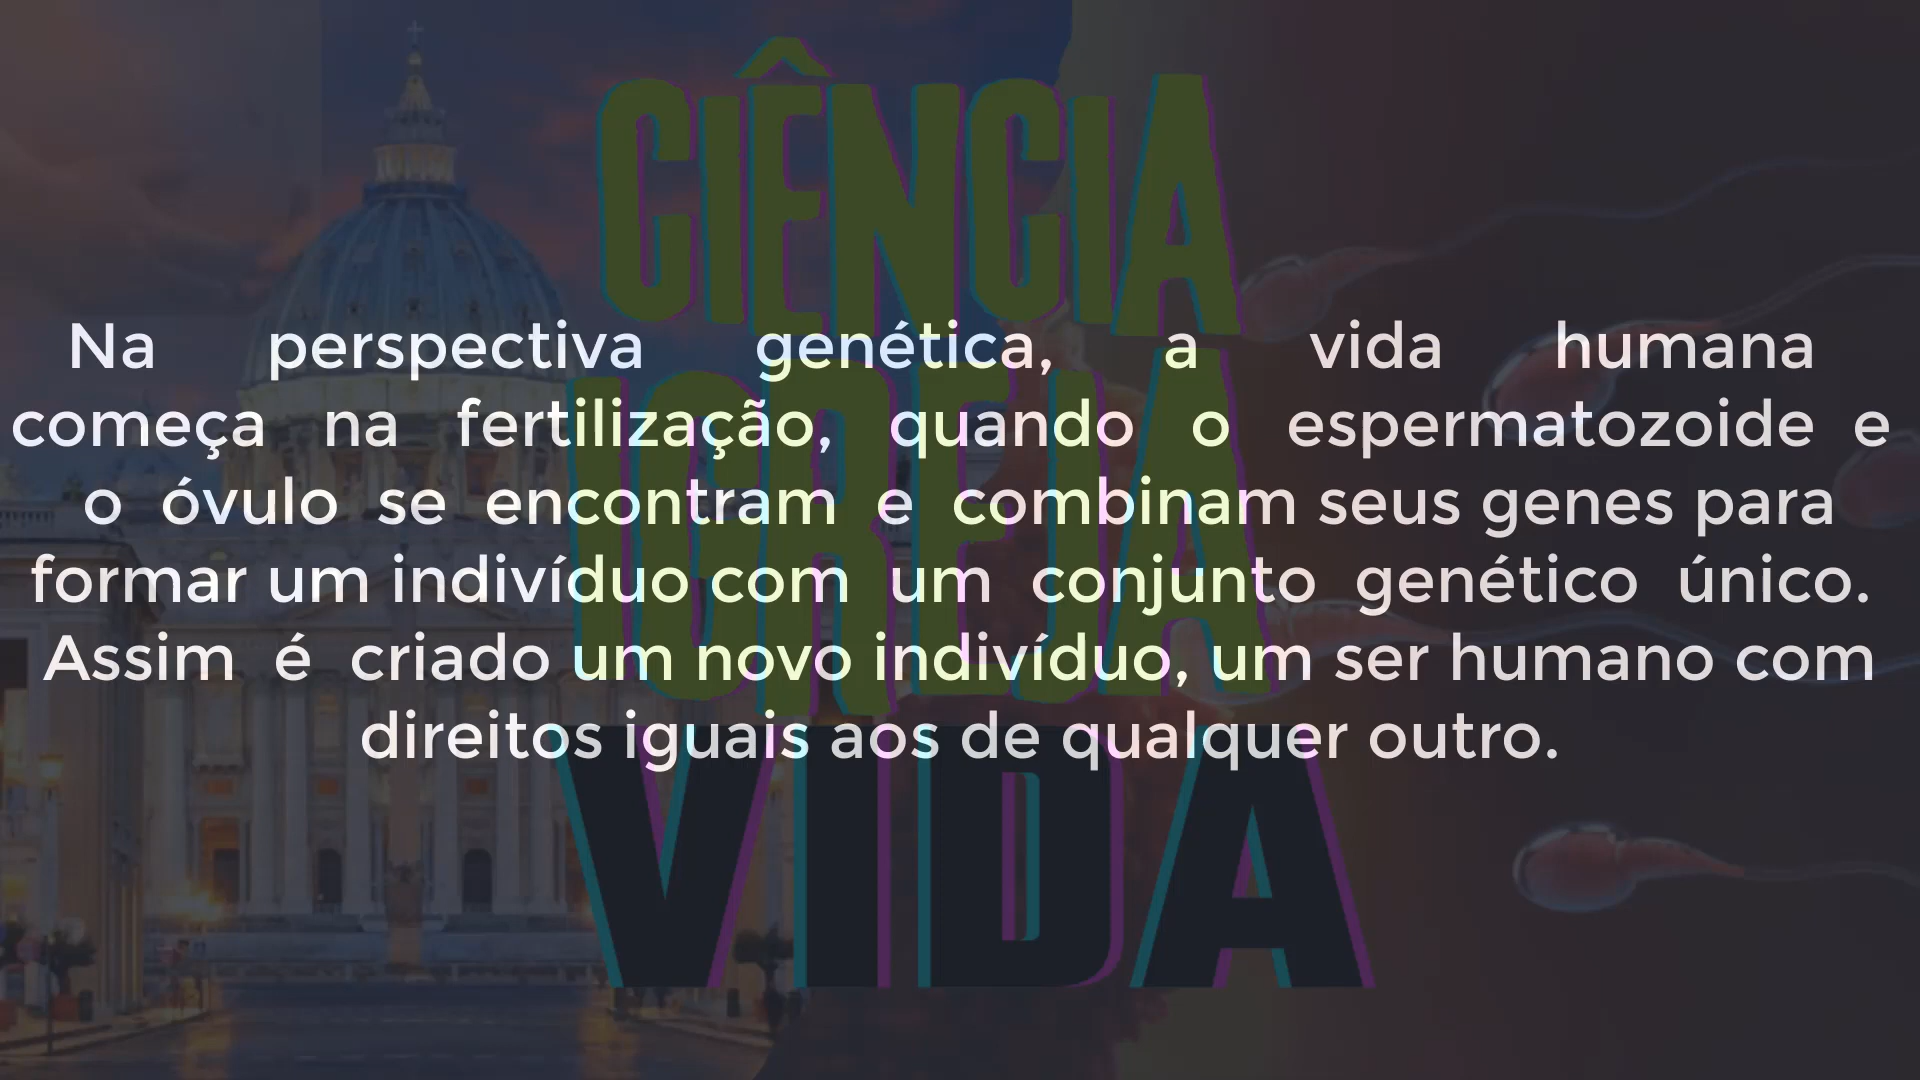 CIÊNCIA
IGREJA
VIDA
Na perspectiva genética, a vida humana
começa na fertilização, quando o espermatozoide e
o óvulo se encontram e combinam seus genes para
formar um indivíduo com um conjunto genético único.
Assim é criado um novo indivíduo, um ser humano com
direitos iguais aos de qualquer outro.